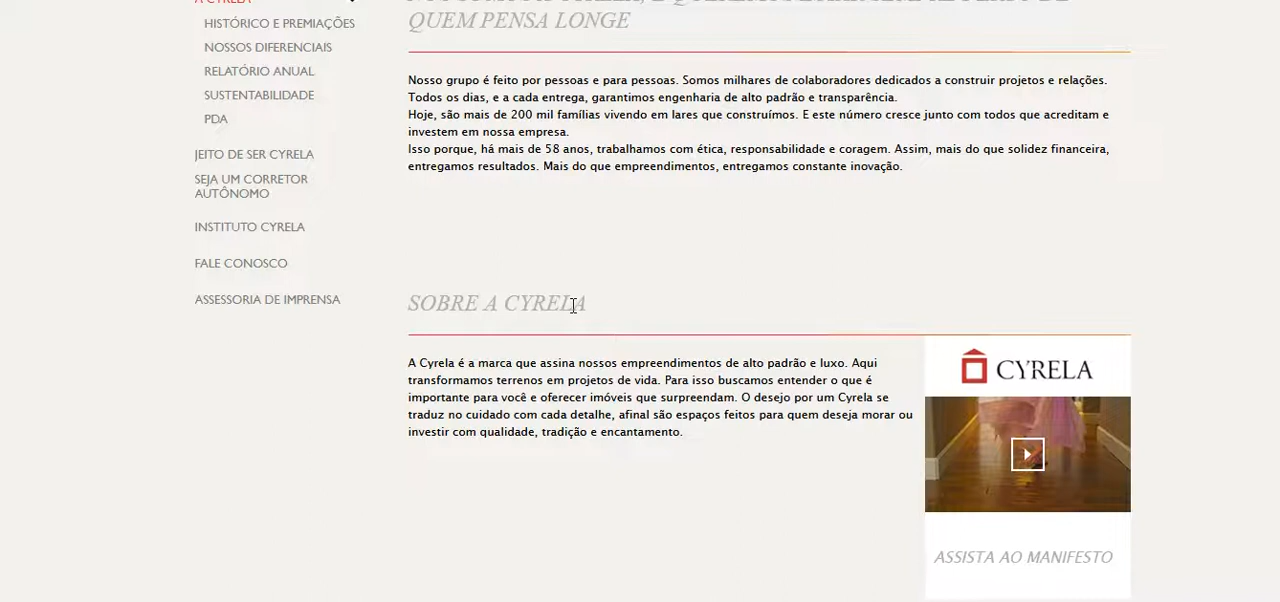 A CYRELA
HISTÓRICO E PREMIAÇÕES
NOSSOS DIFERENCIAIS
RELATÓRIO ANUAL
SUSTENTABILIDADE
PDA
JEITO DE SER CYRELA
SEJA UM CORRETOR
AUTÔNOMO
INSTITUTO CYRELA
FALE CONOSCO
ASSESSORIA DE IMPRENSA
QUEM PENSA LONGE
Nosso grupo é feito por pessoas e para pessoas. Somos milhares de colaboradores dedicados a construir projetos e relações.
Todos os dias, e a cada entrega, garantimos engenharia de alto padrão e transparência.
Hoje, são mais de 200 mil famílias vivendo em lares que construímos. E este número cresce junto com todos que acreditam e
investem em nossa empresa.
Isso porque, há mais de 58 anos, trabalhamos com ética, responsabilidade e coragem. Assim, mais do que solidez financeira,
entregamos resultados. Mais do que empreendimentos, entregamos constante inovação.
SOBRE A CYRELA
A Cyrela é a marca que assina nossos empreendimentos de alto padrão e luxo. Aqui
transformamos terrenos em projetos de vida. Para isso buscamos entender o que é
importante para você e oferecer imóveis que surpreendam. O desejo por um Cyrela se
traduz no cuidado com cada detalhe, afinal são espaços feitos para quem deseja morar ou
investir com qualidade, tradição e encantamento.
CYRELA
ASSISTA AO MANIFESTO